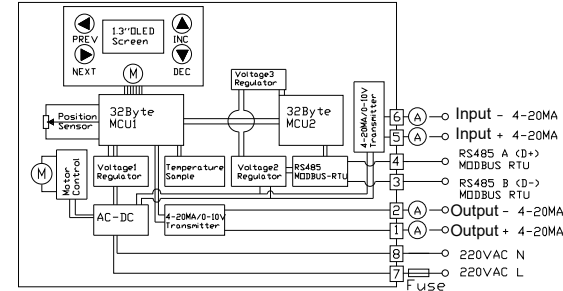 PREV
NEXT
1.3"OLED
Screen
INC
DEC
M
Position
Sensor
32Byte
MCU1
Voltage3
Regulator
32Byte
MCU2
4-20MA/0-10V
Transmitter
6 A Input - 4-20MA
5 A Input + 4-20MA
4 RS485 A (D+)
MODBUS RTU
3 RS485 B (D-)
MODBUS RTU
M
Motor
Control
Voltage1
Regulator
Temperature
Sample
Voltage2
Regulator
RS485
MODBUS-RTU
AC-DC
4-20MA/0-10V
Transmitter
2 A Output - 4-20MA
1 A Output + 4-20MA
8 220VAC N
7 220VAC L
Fuse